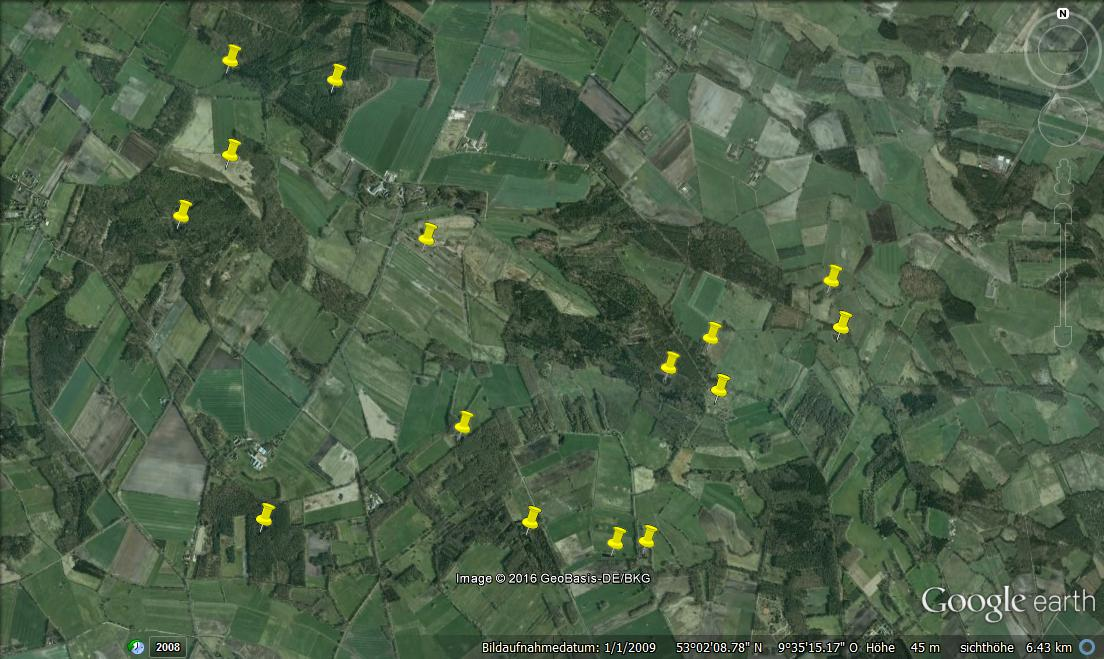 N
Image © 2016 GeoBasis-DE/BKG
Google earth
2008
Bildaufnahmedatum: 1/1/2009 53°02'08.78" N 9°35'15.17" O Höhe 45 m sichthöhe 6.43 km